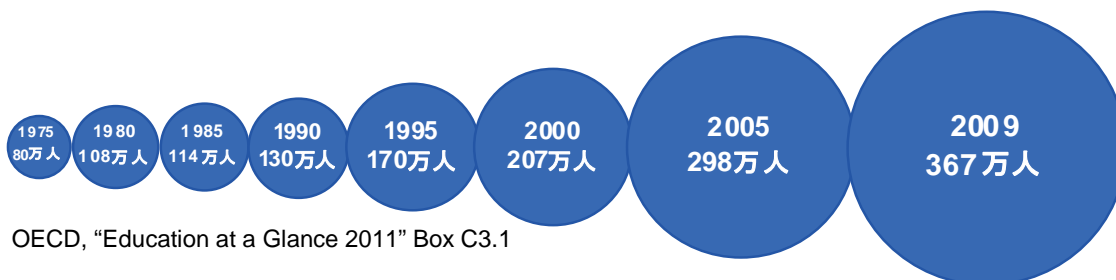 1975
80万人
1980
108万人
1985
114万人
1990
130万人
1995
170万人
2000
207万人
2005
298万人
2009
367万人
OECD, “Education at a Glance 2011” Box C3.1